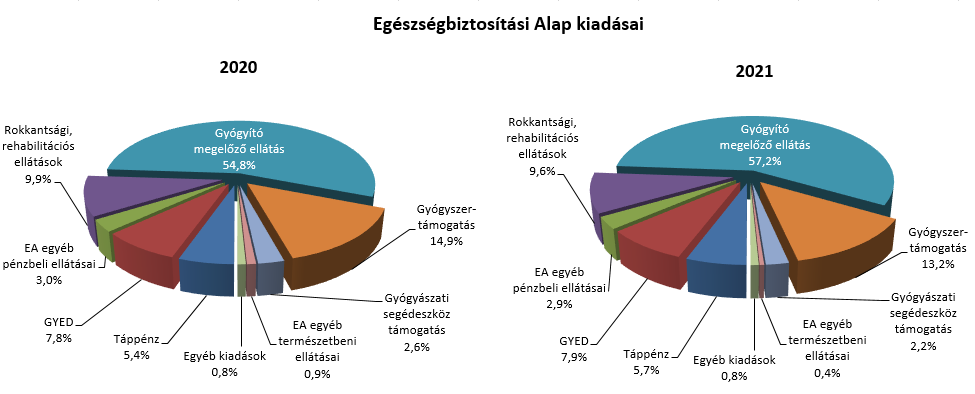 Egészségbiztosítási Alap kiadásai
2020
Gyógyító
megelőző ellátás
54,8%
Rokkantsági,
rehabilitációs
ellátások
9,9%
Gyógyszer-
támogatás
14,9%
EA egyéb
pénzbeli ellátásai
3,0%
GYED
7,8%
Táppénz
5,4%
Egyéb kiadások
0,8%
EA egyéb
természetbeni
ellátásai
0,9%
Gyógyászati
segédeszköz
támogatás
2,6%
2021
Gyógyító
megelőző ellátás
57,2%
Rokkantsági,
rehabilitációs
ellátások
9,6%
Gyógyszer-
támogatás
13,2%
EA egyéb
pénzbeli ellátásai
2,9%
GYED
7,9%
Táppénz
5,7%
Egyéb kiadások
0,8%
EA egyéb
természetbeni
ellátásai
0,4%
Gyógyászati
segédeszköz
támogatás
2,2%